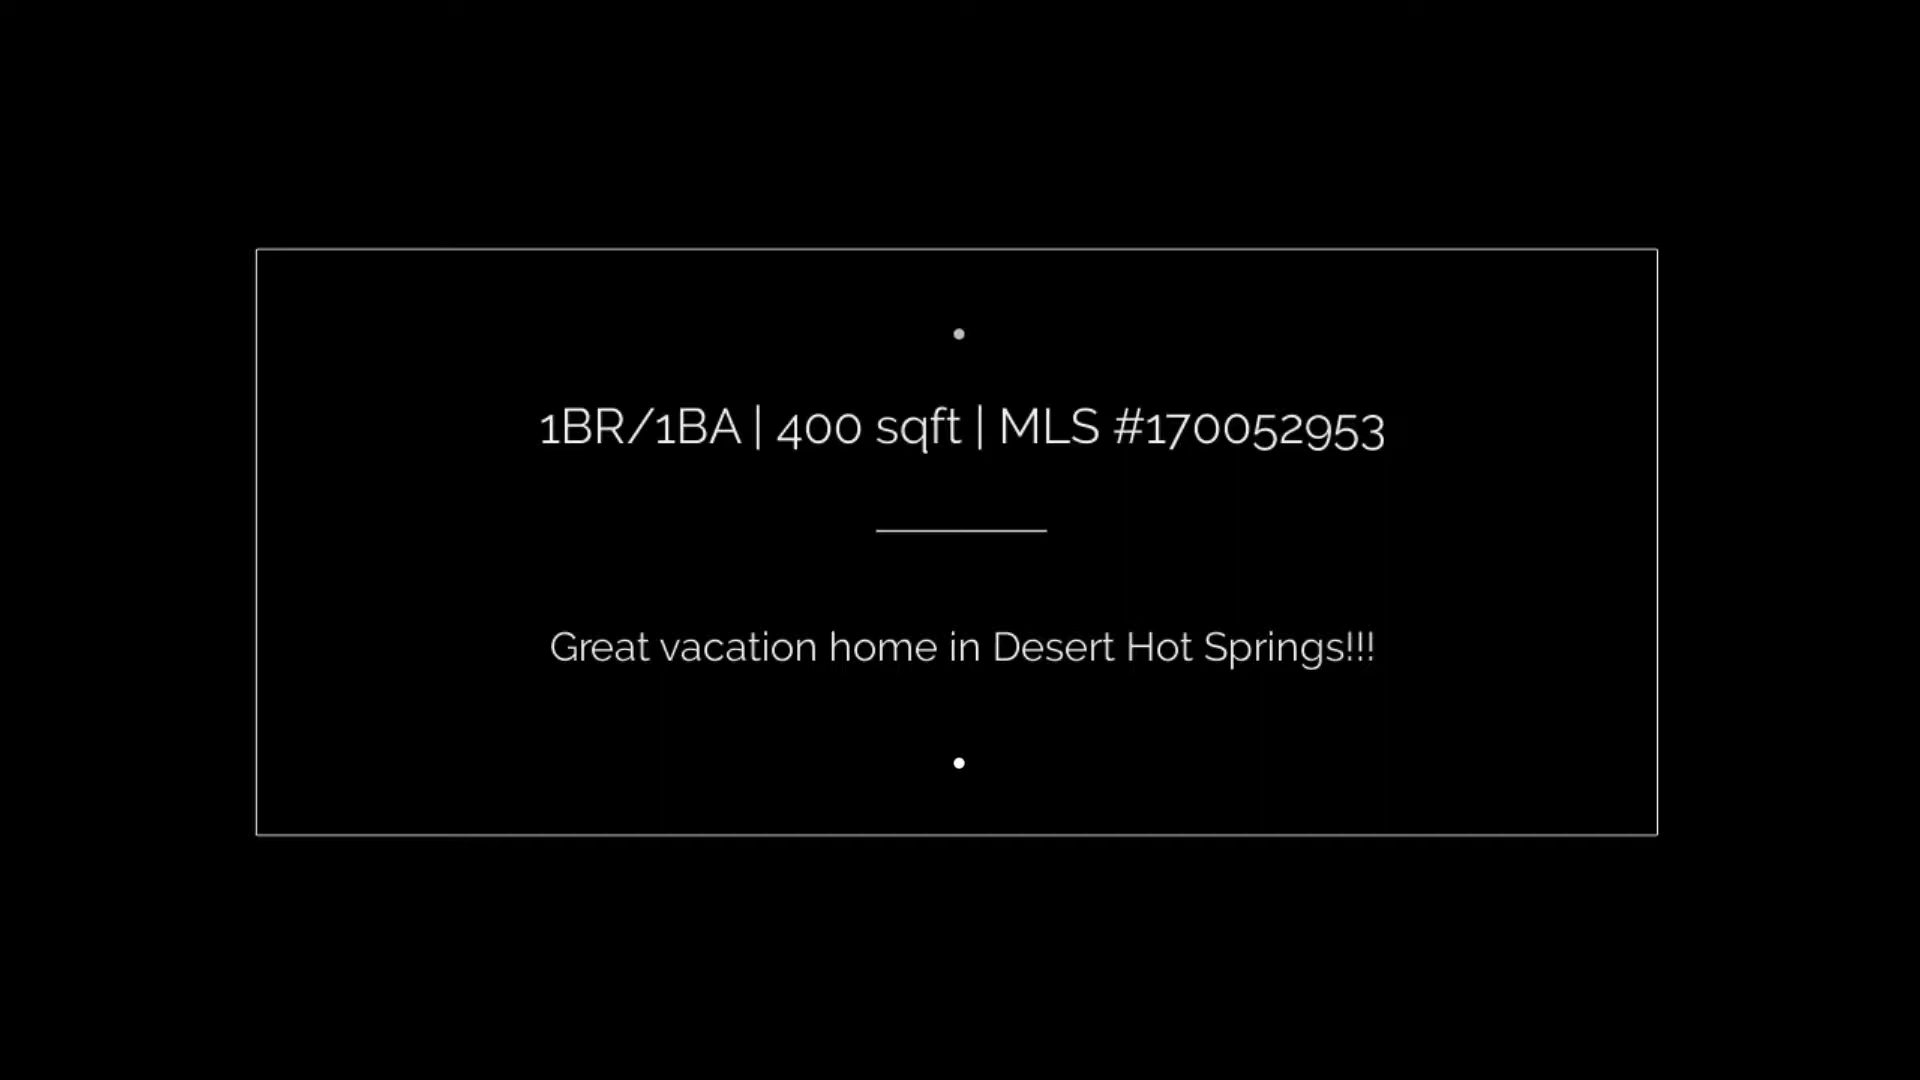 1BR/1BA | 400 sqft | MLS #170052953
Great vacation home in Desert Hot Springs!!!